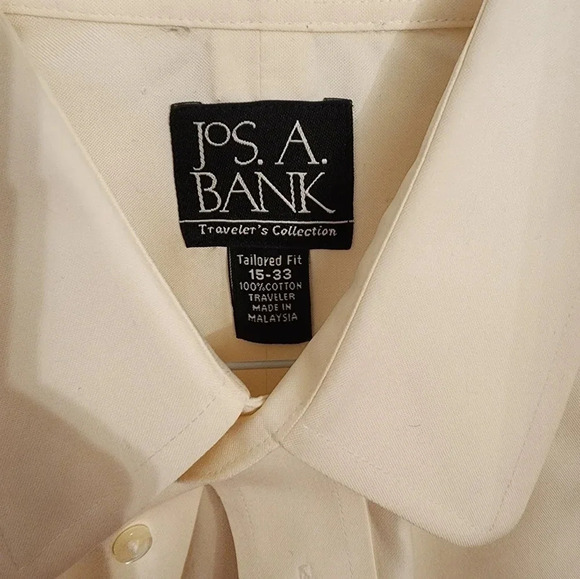 JOS. A.
BANK
Traveler's Collection
Tailored Fit
15-33
100%COTTON
TRAVELER
MADE IN
MALAYSIA